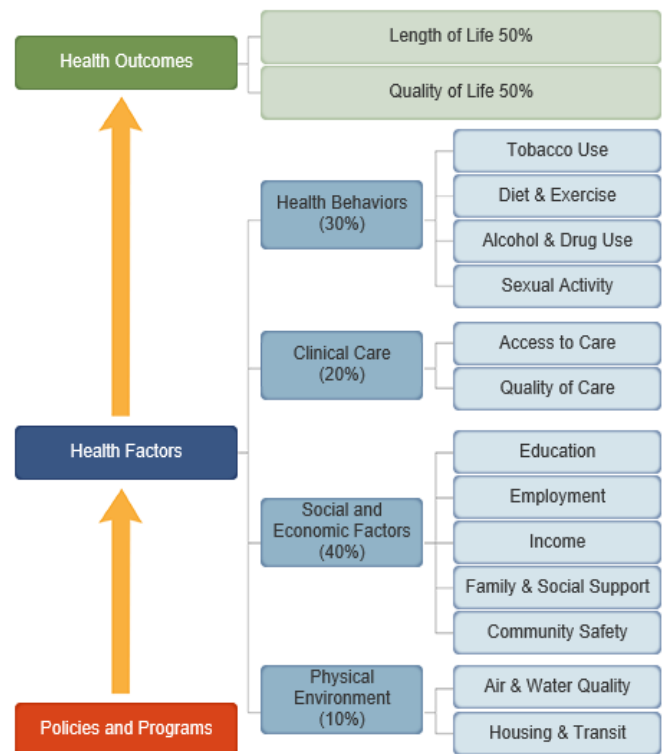 Health Outcomes
Length of Life 50%
Quality of Life 50%
Health Factors
Health Behaviors
(30%)
Tobacco Use
Diet & Exercise
Alcohol & Drug Use
Sexual Activity
Clinical Care
(20%)
Access to Care
Quality of Care
Social and
Economic Factors
(40%)
Education
Employment
Income
Family & Social Support
Community Safety
Physical
Environment
(10%)
Air & Water Quality
Housing & Transit
Policies and Programs